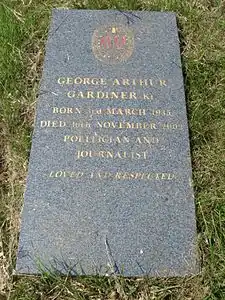 GEORGE ARTHUR
GARDINER Kt
BORN 3rd MARCH 1935
DIED 16th NOVEMBER 2002
POLITICIAN AND
JOURNALIST
LOVED AND RESPECTED